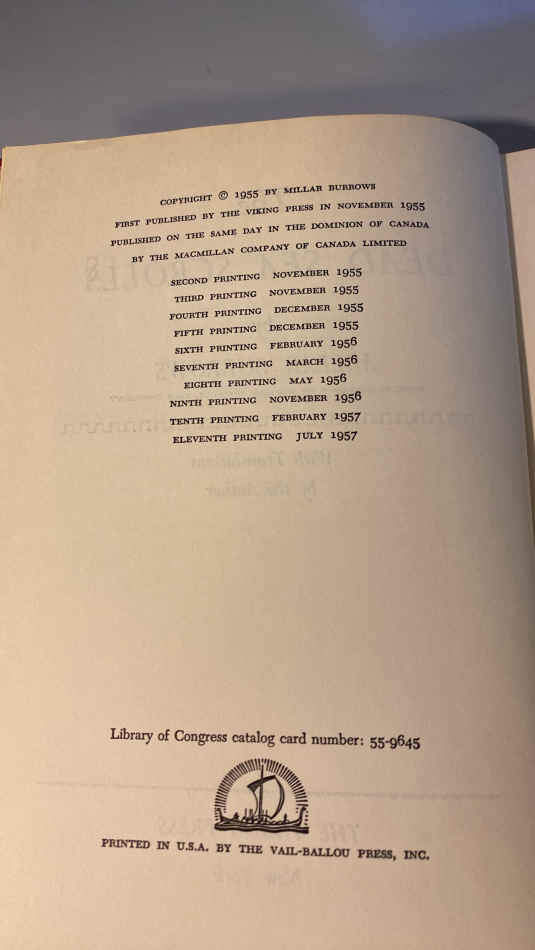 COPYRIGHT © 1955 BY MILLAR BURROWS
FIRST PUBLISHED BY THE VIKING PRESS IN NOVEMBER 1955
PUBLISHED ON THE SAME DAY IN THE DOMINION OF CANADA
BY THE MACMILLAN COMPANY OF CANADA LIMITED
SECOND PRINTING NOVEMBER 1955
THIRD PRINTING NOVEMBER 1955
FOURTH PRINTING DECEMBER 1955
FIFTH PRINTING DECEMBER 1955
SIXTH PRINTING FEBRUARY 1956
SEVENTH PRINTING MARCH 1956
EIGHTH PRINTING MAY 1956
NINTH PRINTING NOVEMBER 1956
TENTH PRINTING FEBRUARY 1957
ELEVENTH PRINTING JULY 1957
Library of Congress catalog card number: 55-9645
PRINTED IN U.S.A. BY THE VAIL-BALLOU PRESS, INC.